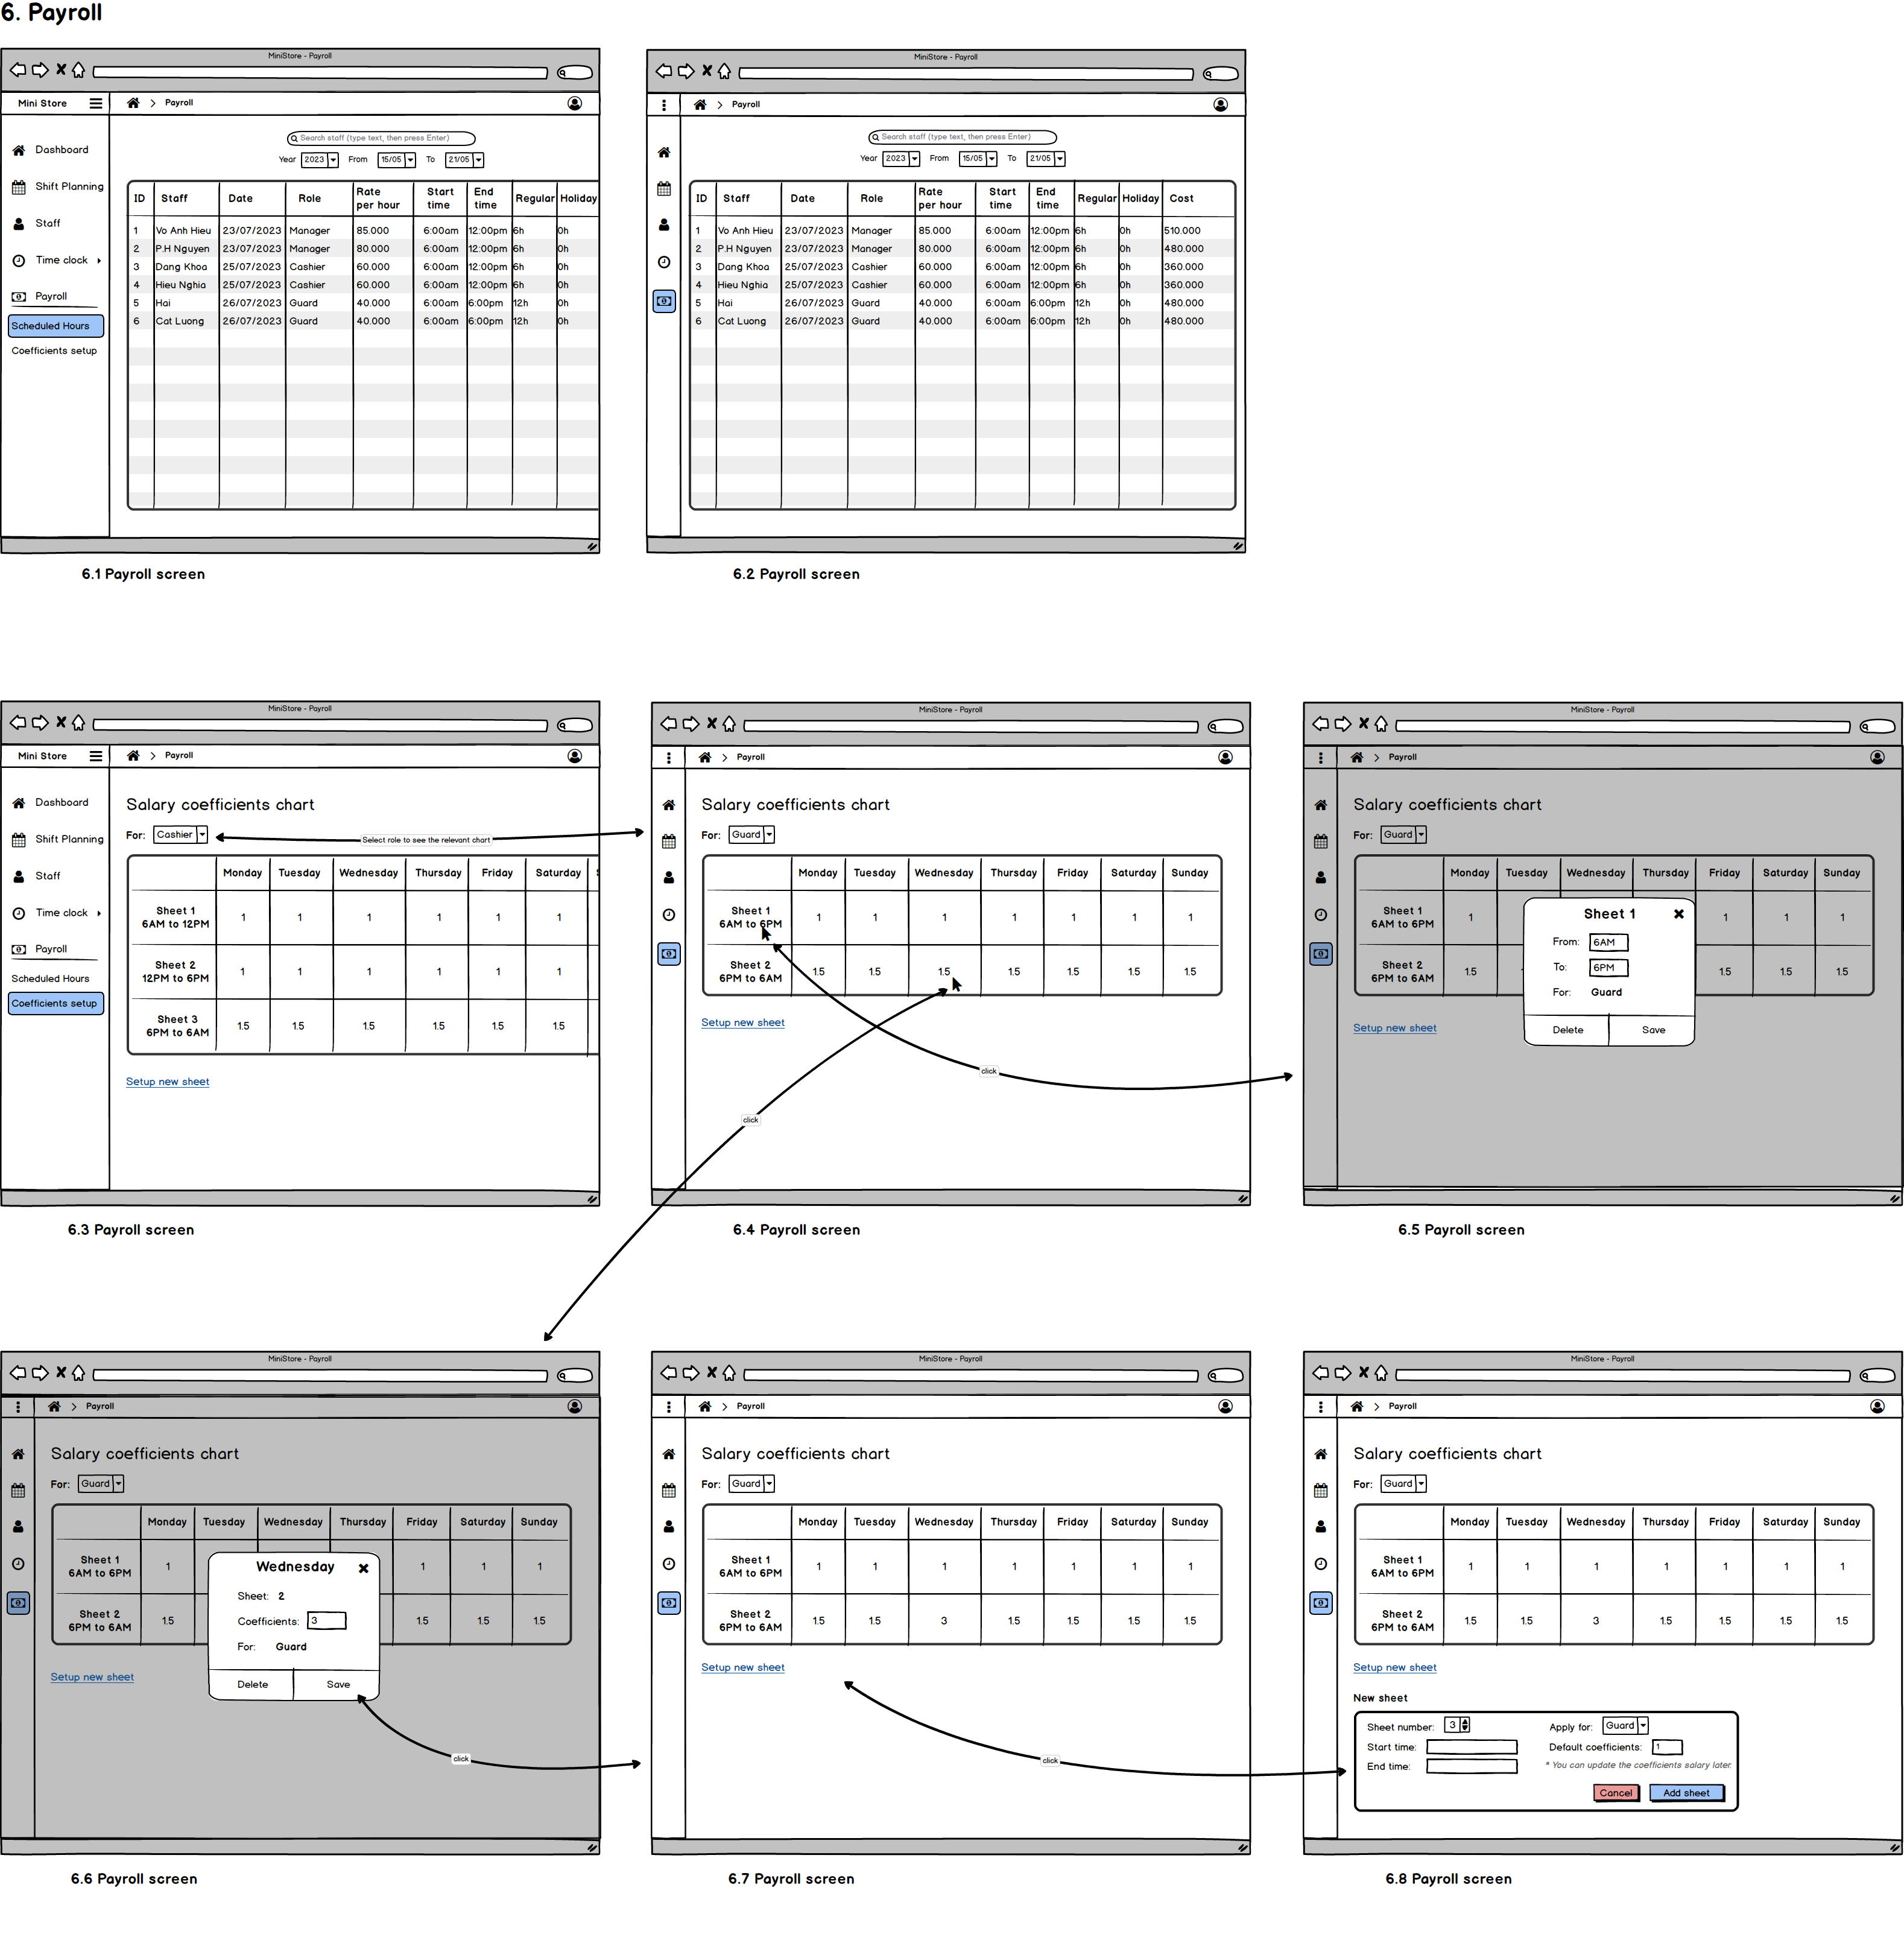 6. Payroll
MiniStore - Payroll
Mini Store
Payroll
Dashboard
Shift Planning
Staff
Time clock
Payroll
Scheduled Hours
Coefficients setup
Search staff (type text, then press Enter)
Year 2023 From 15/05 To 21/05
ID Staff Date Role Rate per hour Start time End time Regular Holiday
1 Vo Anh Hieu 23/07/2023 Manager 85.000 6:00am 12:00pm 6h 0h
2 P.H Nguyen 23/07/2023 Manager 80.000 6:00am 12:00pm 6h 0h
3 Dang Khoa 25/07/2023 Cashier 60.000 6:00am 12:00pm 6h 0h
4 Hieu Nghia 25/07/2023 Cashier 60.000 6:00am 12:00pm 6h 0h
5 Hai 26/07/2023 Guard 40.000 6:00am 6:00pm 12h 0h
6 Cat Luong 26/07/2023 Guard 40.000 6:00am 6:00pm 12h 0h
6.1 Payroll screen
MiniStore - Payroll
Payroll
Search staff (type text, then press Enter)
Year 2023 From 15/05 To 21/05
ID Staff Date Role Rate per hour Start time End time Regular Holiday Cost
1 Vo Anh Hieu 23/07/2023 Manager 85.000 6:00am 12:00pm 6h 0h 510.000
2 P.H Nguyen 23/07/2023 Manager 80.000 6:00am 12:00pm 6h 0h 480.000
3 Dang Khoa 25/07/2023 Cashier 60.000 6:00am 12:00pm 6h 0h 360.000
4 Hieu Nghia 25/07/2023 Cashier 60.000 6:00am 12:00pm 6h 0h 360.000
5 Hai 26/07/2023 Guard 40.000 6:00am 6:00pm 12h 0h 480.000
6 Cat Luong 26/07/2023 Guard 40.000 6:00am 6:00pm 12h 0h 480.000
6.2 Payroll screen
MiniStore - Payroll
Mini Store
Payroll
Dashboard
Shift Planning
Staff
Time clock
Payroll
Scheduled Hours
Coefficients setup
Salary coefficients chart
For: Cashier
Select role to see the relevant chart
Monday Tuesday Wednesday Thursday Friday Saturday
Sheet 1
6AM to 12PM
1 1 1 1 1 1
Sheet 2
12PM to 6PM
1 1 1 1 1 1
Sheet 3
6PM to 6AM
1.5 1.5 1.5 1.5 1.5 1.5
Setup new sheet
6.3 Payroll screen
MiniStore - Payroll
Payroll
Salary coefficients chart
For: Guard
Monday Tuesday Wednesday Thursday Friday Saturday Sunday
Sheet 1
6AM to 6PM
1 1 1 1 1 1 1
Sheet 2
6PM to 6AM
1.5 1.5 1.5 1.5 1.5 1.5 1.5
Setup new sheet
click
click
6.4 Payroll screen
MiniStore - Payroll
Payroll
Salary coefficients chart
For: Guard
Monday Tuesday Wednesday Thursday Friday Saturday Sunday
Sheet 1
6AM to 6PM
1 1 1 1
Sheet 2
6PM to 6AM
1.5 1.5 1.5 1.5
Setup new sheet
Sheet 1
From: 6AM
To: 6PM
For: Guard
Delete Save
6.5 Payroll screen
MiniStore - Payroll
Payroll
Salary coefficients chart
For: Guard
Monday Tuesday Wednesday Thursday Friday Saturday Sunday
Sheet 1
6AM to 6PM
1 1 1 1
Sheet 2
6PM to 6AM
1.5 1.5 1.5 1.5
Setup new sheet
Wednesday
Sheet: 2
Coefficients: 3
For: Guard
Delete Save
click
6.6 Payroll screen
MiniStore - Payroll
Payroll
Salary coefficients chart
For: Guard
Monday Tuesday Wednesday Thursday Friday Saturday Sunday
Sheet 1
6AM to 6PM
1 1 1 1 1 1 1
Sheet 2
6PM to 6AM
1.5 1.5 3 1.5 1.5 1.5 1.5
Setup new sheet
click
6.7 Payroll screen
MiniStore - Payroll
Payroll
Salary coefficients chart
For: Guard
Monday Tuesday Wednesday Thursday Friday Saturday Sunday
Sheet 1
6AM to 6PM
1 1 1 1 1 1 1
Sheet 2
6PM to 6AM
1.5 1.5 3 1.5 1.5 1.5 1.5
Setup new sheet
New sheet
Sheet number: 3 Apply for: Guard
Start time: Default coefficients: 1
End time: * You can update the coefficients salary later.
Cancel Add sheet
6.8 Payroll screen